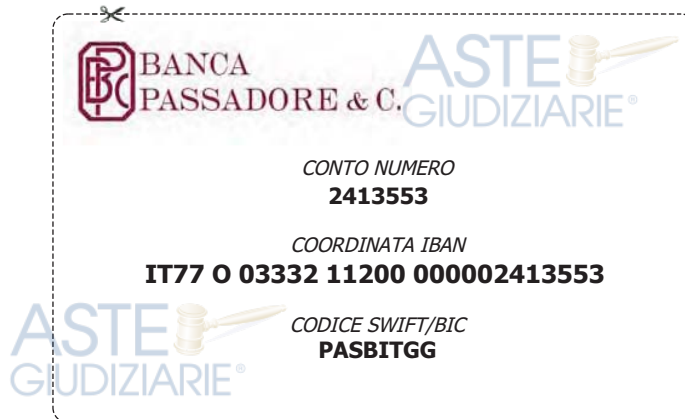 BANCA
PASSADORE & C.
ASTE
GIUDIZIARIE®
CONTO NUMERO
2413553
COORDINATA IBAN
IT77 O 03332 11200 000002413553
CODICE SWIFT/BIC
PASBITGG
ASTE
GIUDIZIARIE®